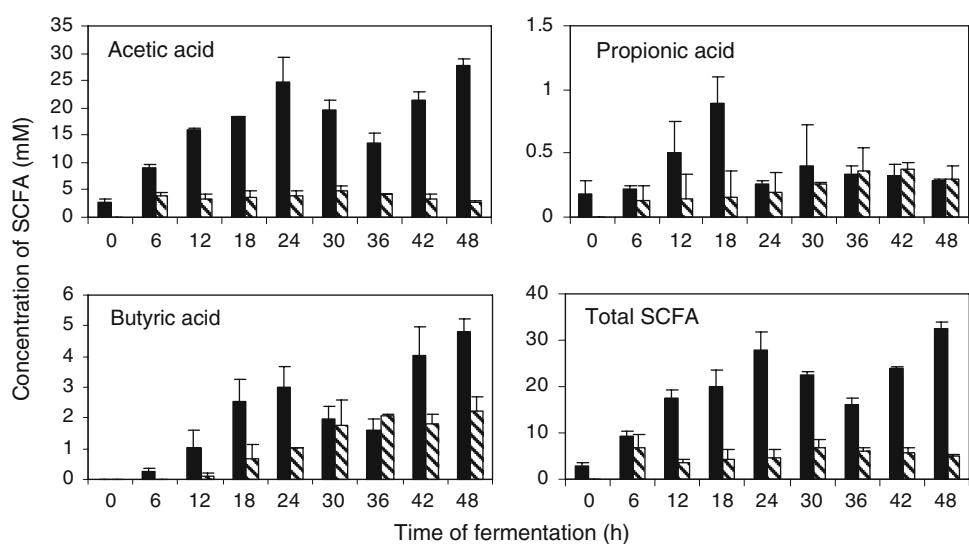 Concentration of SCFA (mM)
Acetic acid
35
30
25
20
15
10
5
0
0 6 12 18 24 30 36 42 48
Propionic acid
1.5
1
0.5
0
0 6 12 18 24 30 36 42 48
Butyric acid
6
5
4
3
2
1
0
0 6 12 18 24 30 36 42 48
Total SCFA
40
30
20
10
0
0 6 12 18 24 30 36 42 48
Time of fermentation (h)